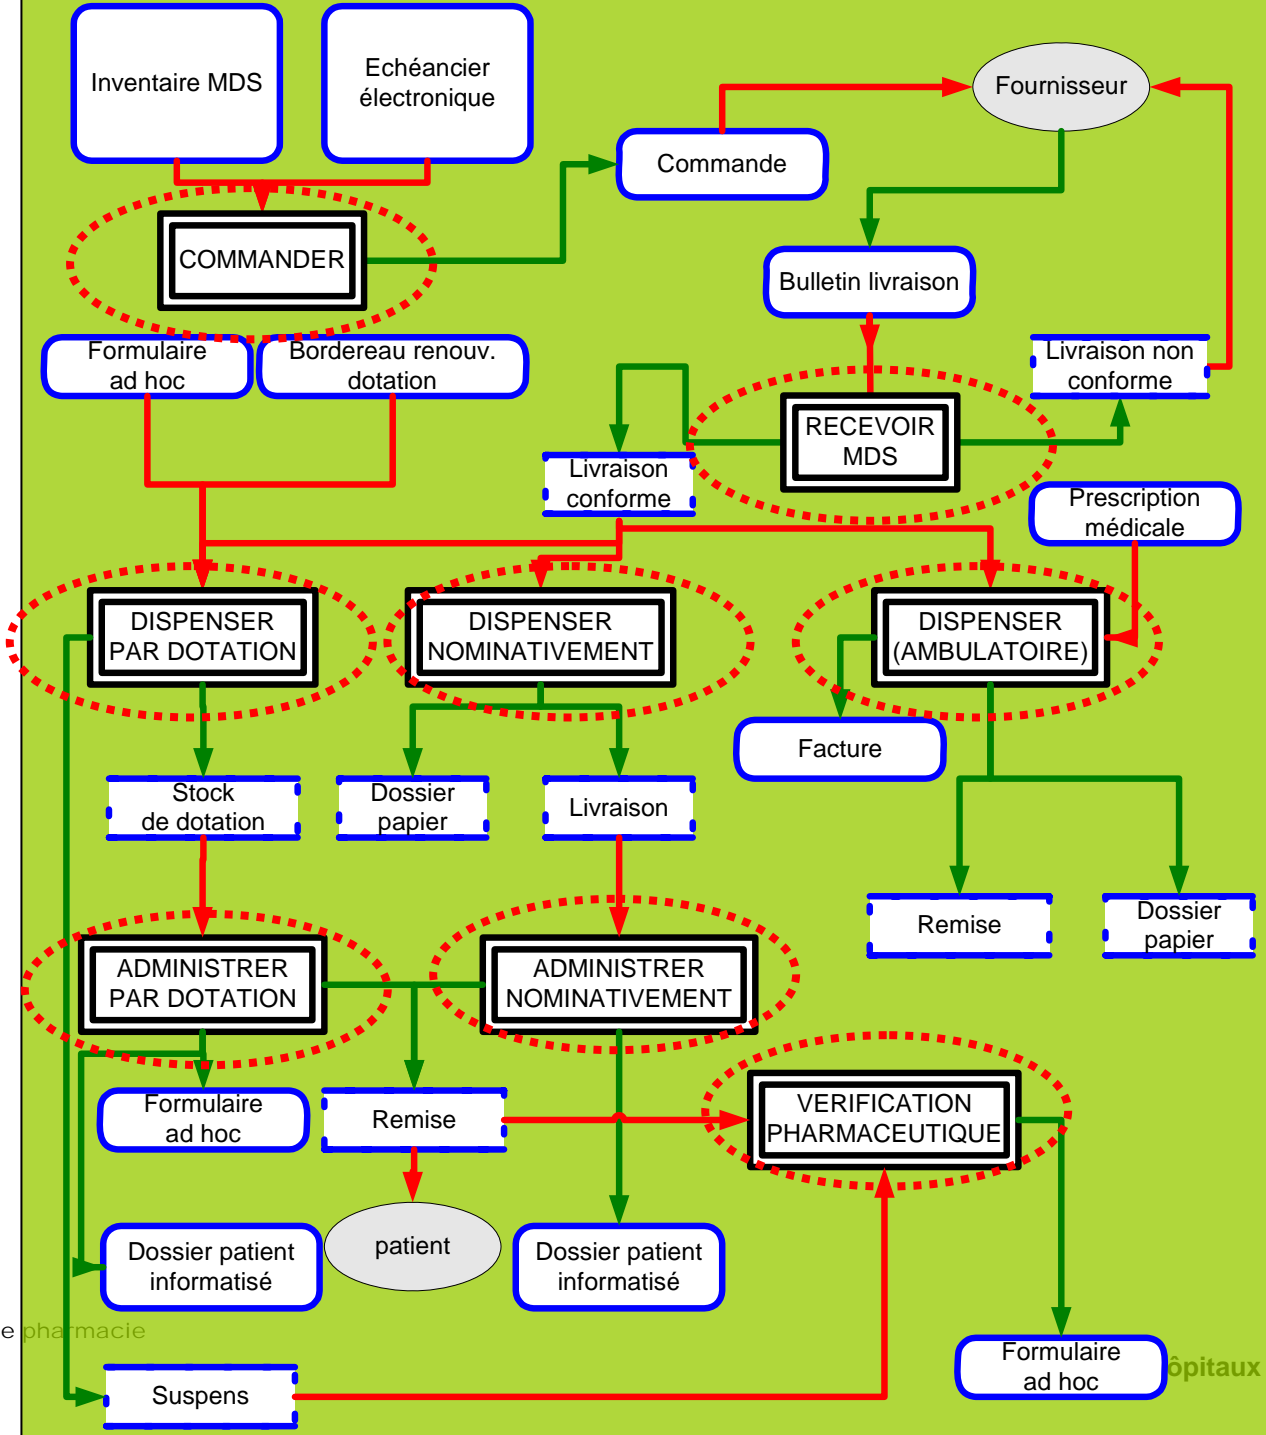 Inventaire MDS
Echéancier
électronique
Fournisseur
Commande
COMMANDER
Bulletin livraison
Formulaire
ad hoc
Bordereau renouv.
dotation
Livraison non
conforme
RECEVOIR
MDS
Livraison
conforme
Prescription
médicale
DISPENSER
PAR DOTATION
DISPENSER
NOMINATIVEMENT
DISPENSER
(AMBULATOIRE)
Facture
Stock
de dotation
Dossier
papier
Livraison
Remise
Dossier
papier
ADMINISTRER
PAR DOTATION
ADMINISTRER
NOMINATIVEMENT
VERIFICATION
PHARMACEUTIQUE
Formulaire
ad hoc
Remise
Dossier patient
informatisé
patient
Dossier patient
informatisé
e pharmacie
Formulaire
ad hoc
ôpitaux
Suspens